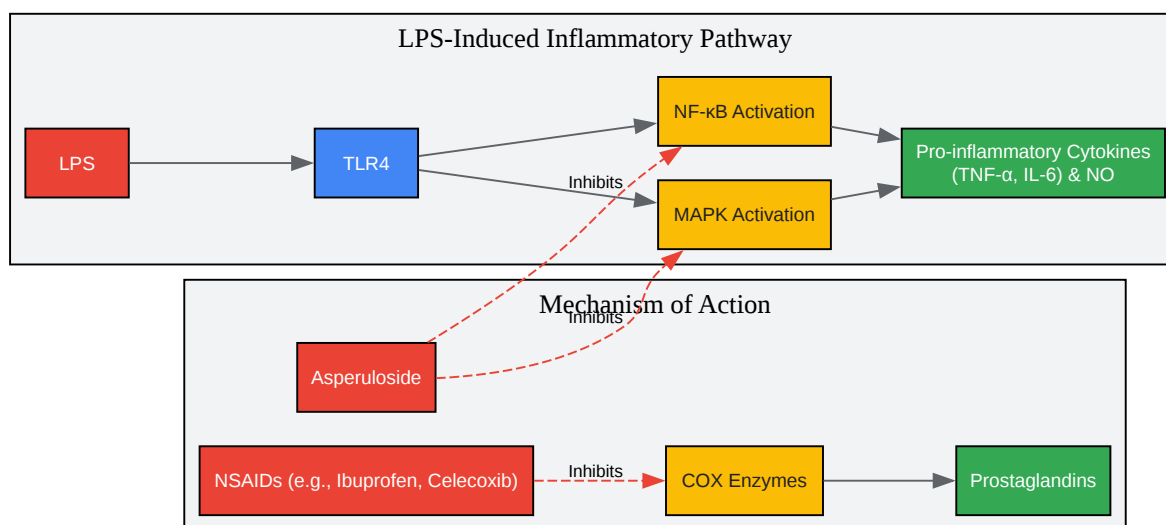 LPS-Induced Inflammatory Pathway
LPS
TLR4
NF-κB Activation
MAPK Activation
Pro-inflammatory Cytokines
(TNF-α, IL-6) & NO
Inhibits
Mechanism of Action
Inhibits
Asperuloside
NSAIDs (e.g., Ibuprofen, Celecoxib)
Inhibits
COX Enzymes
Prostaglandins